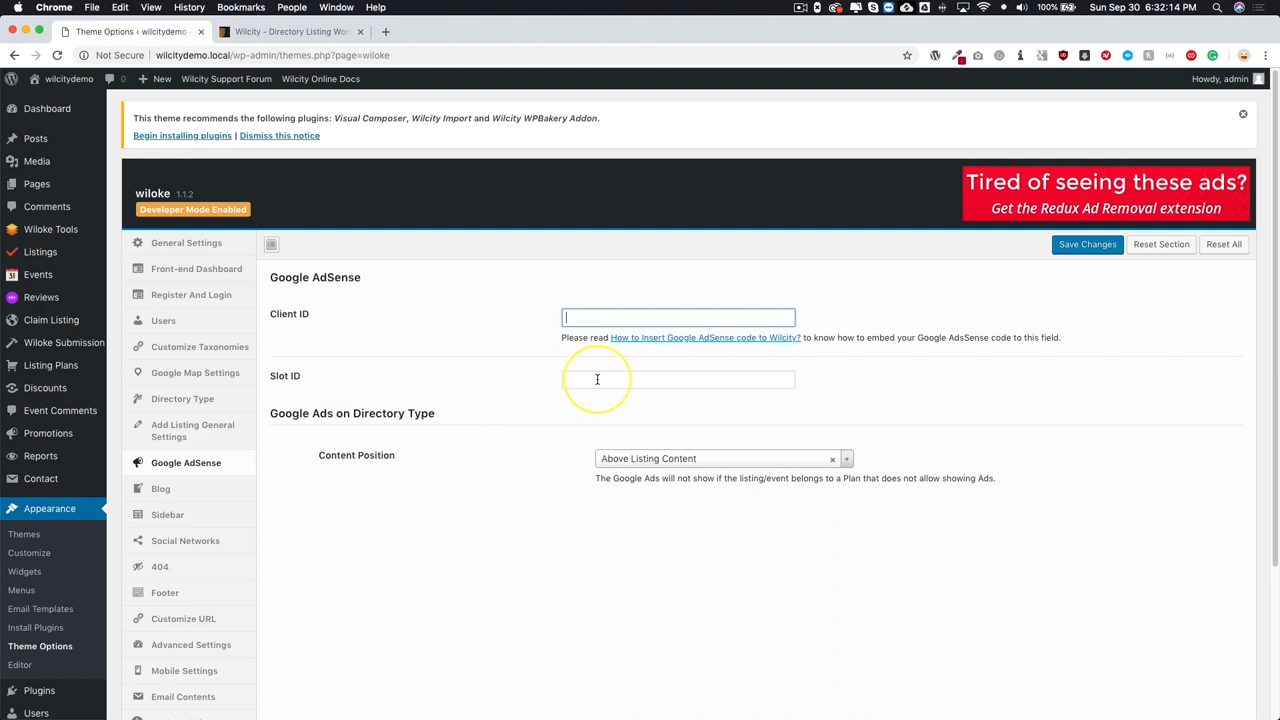 Chrome File Edit View History Bookmarks People Window Help
100% Sun Sep 30 6:32:14 PM
Theme Options ‹ wilcitydemo –
Wilcity - Directory Listing Wor
Not Secure wilcitydemo.local/wp-admin/themes.php?page=wiloke
wilcitydemo 0 New Wilcity Support Forum Wilcity Online Docs
Howdy, admin
Dashboard
Posts
Media
Pages
Comments
Wiloke Tools
Listings
Events
Reviews
Claim Listing
Wiloke Submission
Listing Plans
Discounts
Event Comments
Promotions
Reports
Contact
Appearance
Themes
Customize
Widgets
Menus
Email Templates
Install Plugins
Theme Options
Editor
Plugins
Users
This theme recommends the following plugins: Visual Composer, Wilcity Import and Wilcity WPBakery Addon.
Begin installing plugins | Dismiss this notice
wiloke 1.1.2
Developer Mode Enabled
Tired of seeing these ads?
Get the Redux Ad Removal extension
General Settings
Front-end Dashboard
Register And Login
Users
Customize Taxonomies
Google Map Settings
Directory Type
Add Listing General
Settings
Google AdSense
Blog
Sidebar
Social Networks
404
Footer
Customize URL
Advanced Settings
Mobile Settings
Email Contents
Save Changes Reset Section Reset All
Google AdSense
Client ID
Please read How to Insert Google AdSense code to Wilcity? to know how to embed your Google AdsSense code to this field.
Slot ID
Google Ads on Directory Type
Content Position
Above Listing Content
The Google Ads will not show if the listing/event belongs to a Plan that does not allow showing Ads.